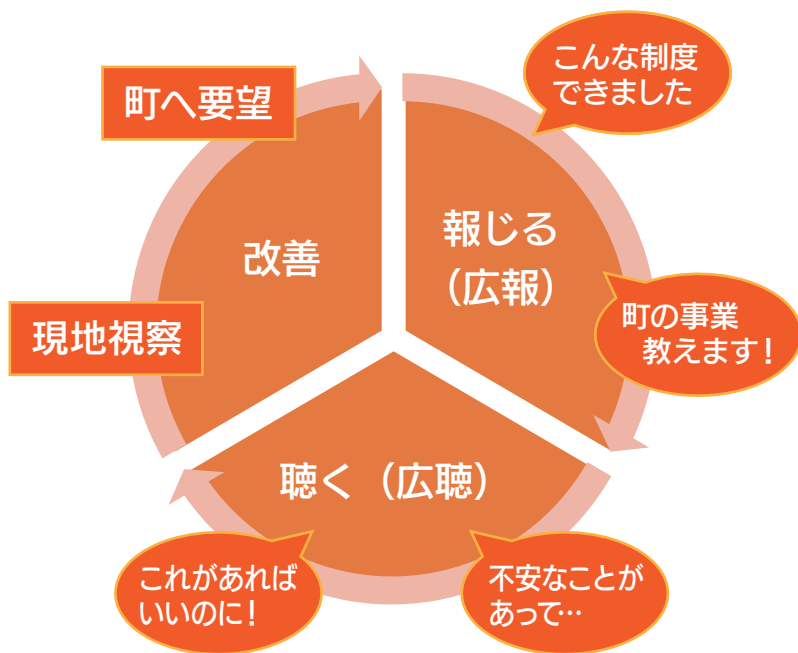 こんな制度
できました
町へ要望
報じる
（広報）
改善
町の事業
教えます！
現地視察
聴く（広聴）
これがあれば
いいのに！
不安なことが
あって…